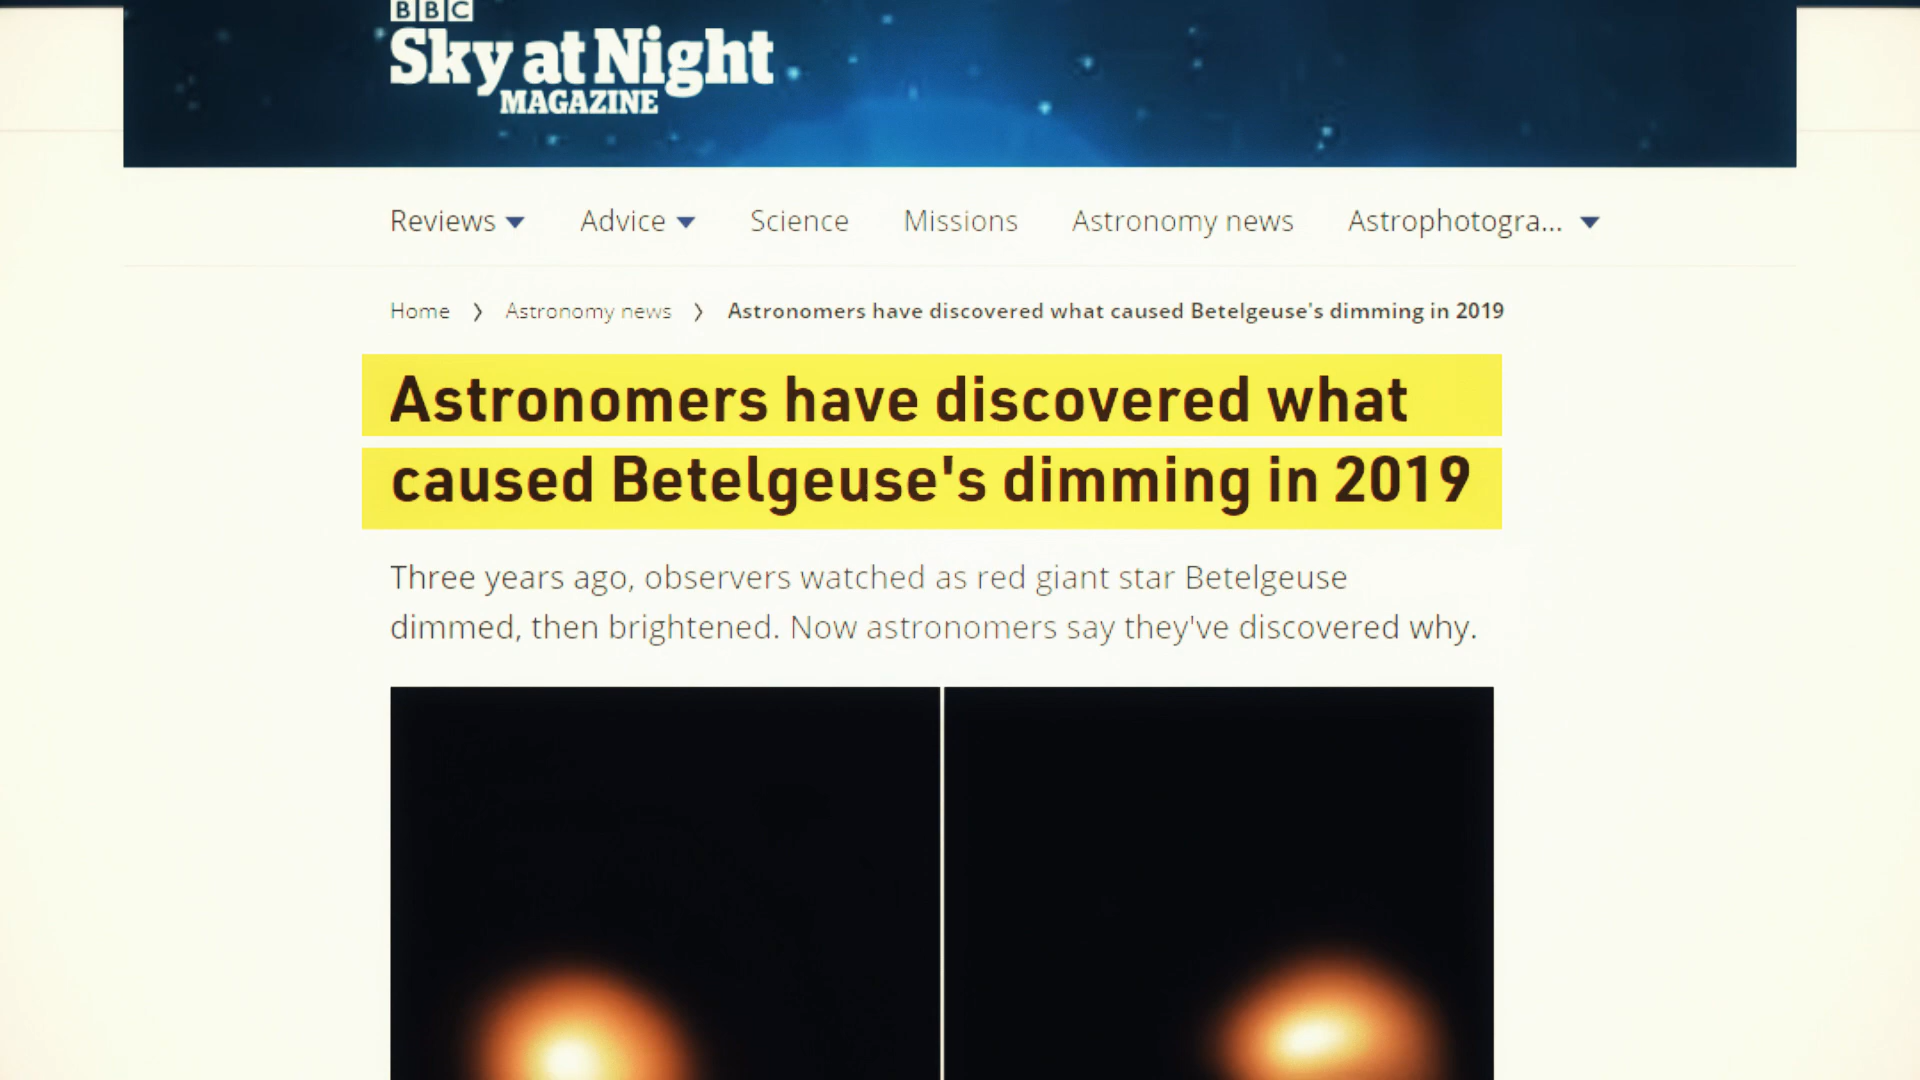 BBC
Sky at Night
MAGAZINE
Reviews Advice Science Missions Astronomy news Astrophotogra...
Home > Astronomy news > Astronomers have discovered what caused Betelgeuse's dimming in 2019
Astronomers have discovered what
caused Betelgeuse's dimming in 2019
Three years ago, observers watched as red giant star Betelgeuse
dimmed, then brightened. Now astronomers say they've discovered why.